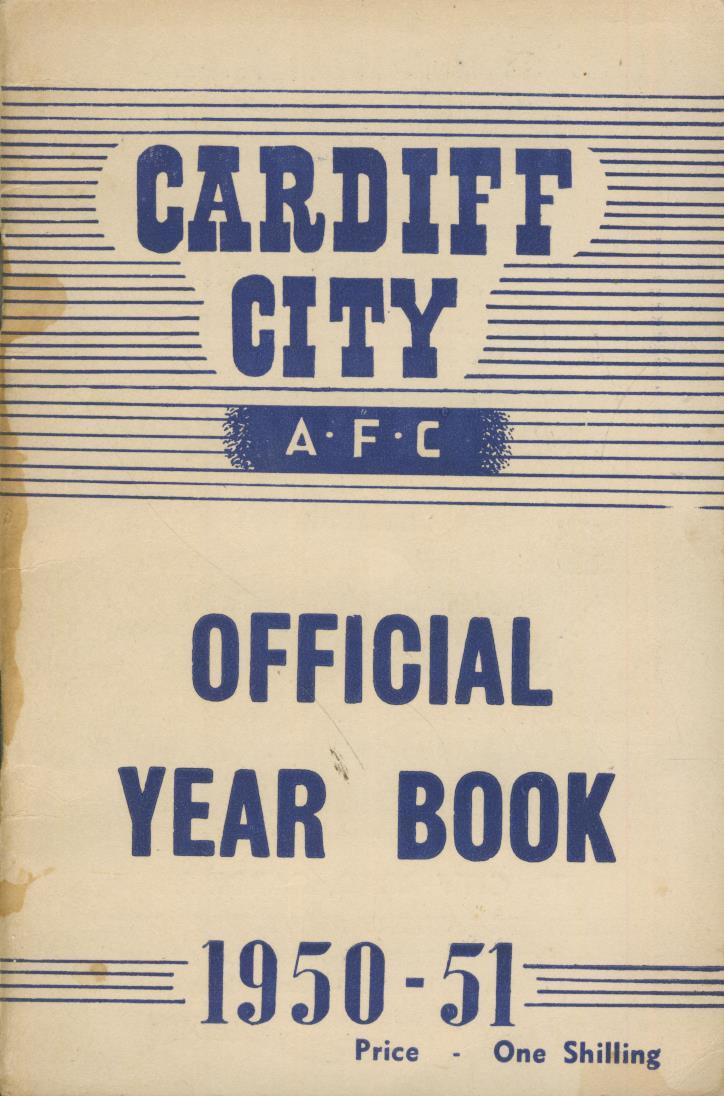 CARDIFF
CITY
A·F·C
OFFICIAL
YEAR BOOK
1950-51
Price - One Shilling